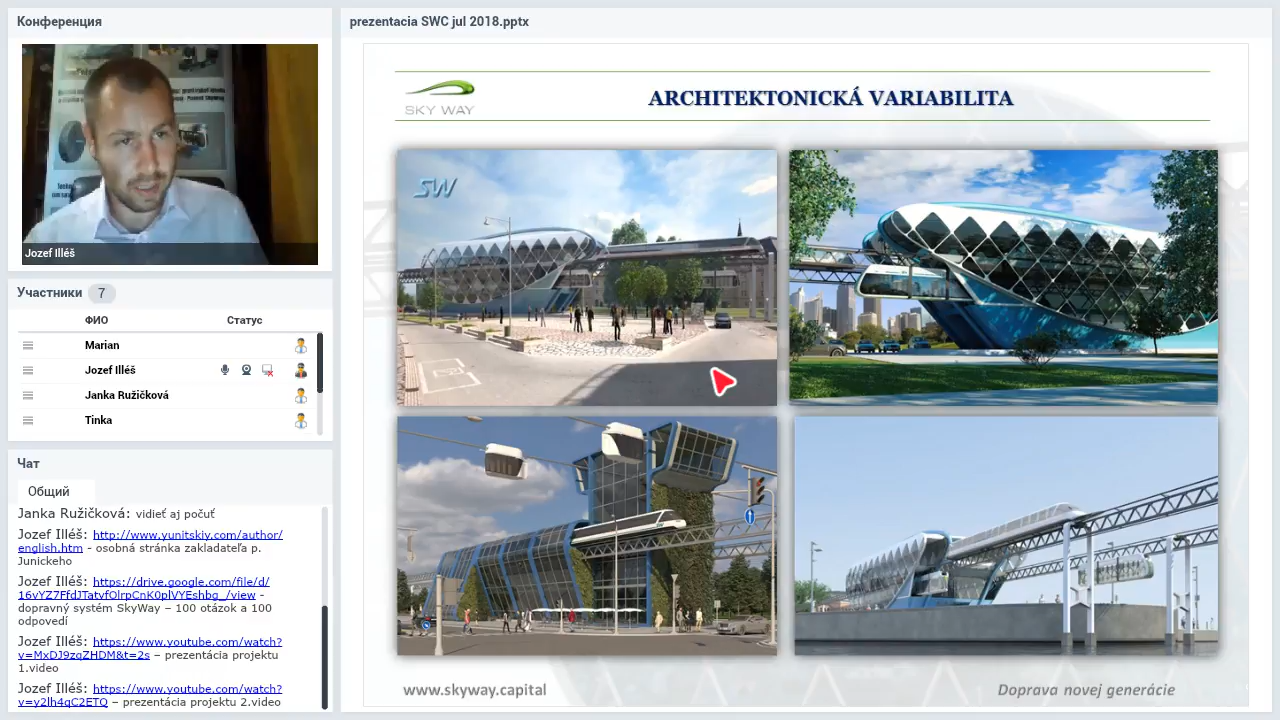 Конференция
Jozef Illéš
Участники 7
ФИО Статус
Marian
Jozef Illéš
Janka Ružičková
Tinka
Чат
Общий
Janka Ružičková: vidieť aj počuť
Jozef Illéš: http://www.yunitskiy.com/author/
english.htm - osobná stránka zakladateľa p.
Junickeho
Jozef Illéš: https://drive.google.com/file/d/
dopravný systém SkyWay – 100 otázok a 100
odpovedí
Jozef Illéš: https://www.youtube.com/watch?
v=MxDJ9zqZHDM&t=2s – prezentácia projektu
1.video
Jozef Illéš: https://www.youtube.com/watch?
v=y2lh4qC2ETQ – prezentácia projektu 2.video
prezentacia SWC jul 2018.pptx
SKY WAY
ARCHITEKTONICKÁ VARIABILITA
SW
www.skyway.capital
Doprava novej generácie